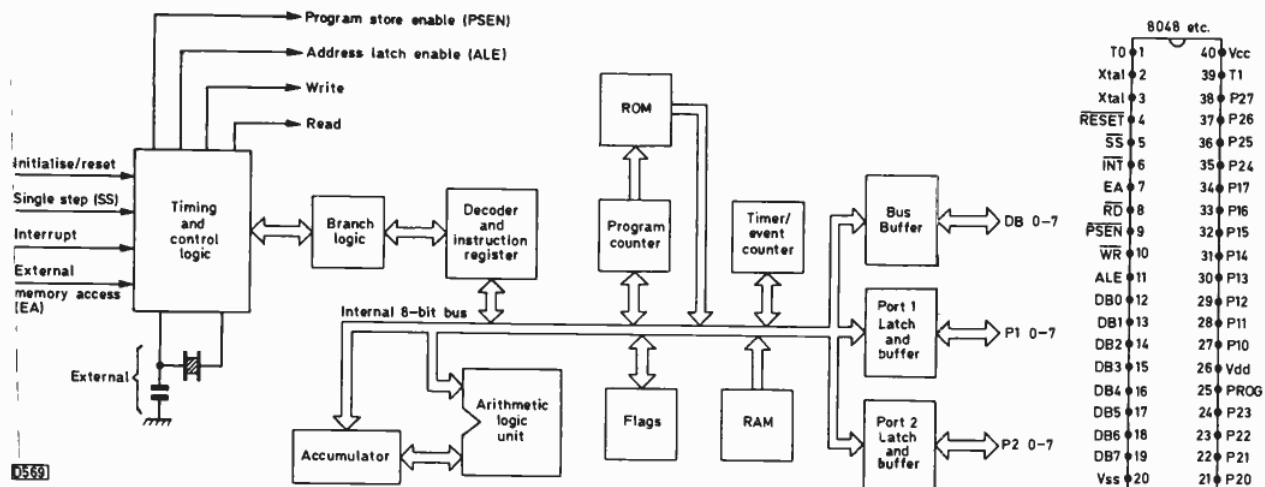 Program store enable (PSEN)
Address latch enable (ALE)
Write
Read
Initialise/reset
Single step (SS)
Interrupt
External
memory access
(EA)
Timing
and
control
logic
Branch
logic
Decoder
and
instruction
register
ROM
Program
counter
Timer/
event
counter
Bus
Buffer
DB 0-7
Internal 8-bit bus
Port 1
Latch
and
buffer
P1 0-7
External
Accumulator
Arithmetic
logic
unit
Flags
RAM
Port 2
Latch
and
buffer
P2 0-7
D569
8048 etc.
T0 1 40 Vcc
Xtal 2 39 T1
Xtal 3 38 P27
RESET 4 37 P26
SS 5 36 P25
INT 6 35 P24
EA 7 34 P17
RD 8 33 P16
PSEN 9 32 P15
WR 10 31 P14
ALE 11 30 P13
DB0 12 29 P12
DB1 13 28 P11
DB2 14 27 P10
DB3 15 26 Vdd
DB4 16 25 PROG
DB5 17 24 P23
DB6 18 23 P22
DB7 19 22 P21
Vss 20 21 P20